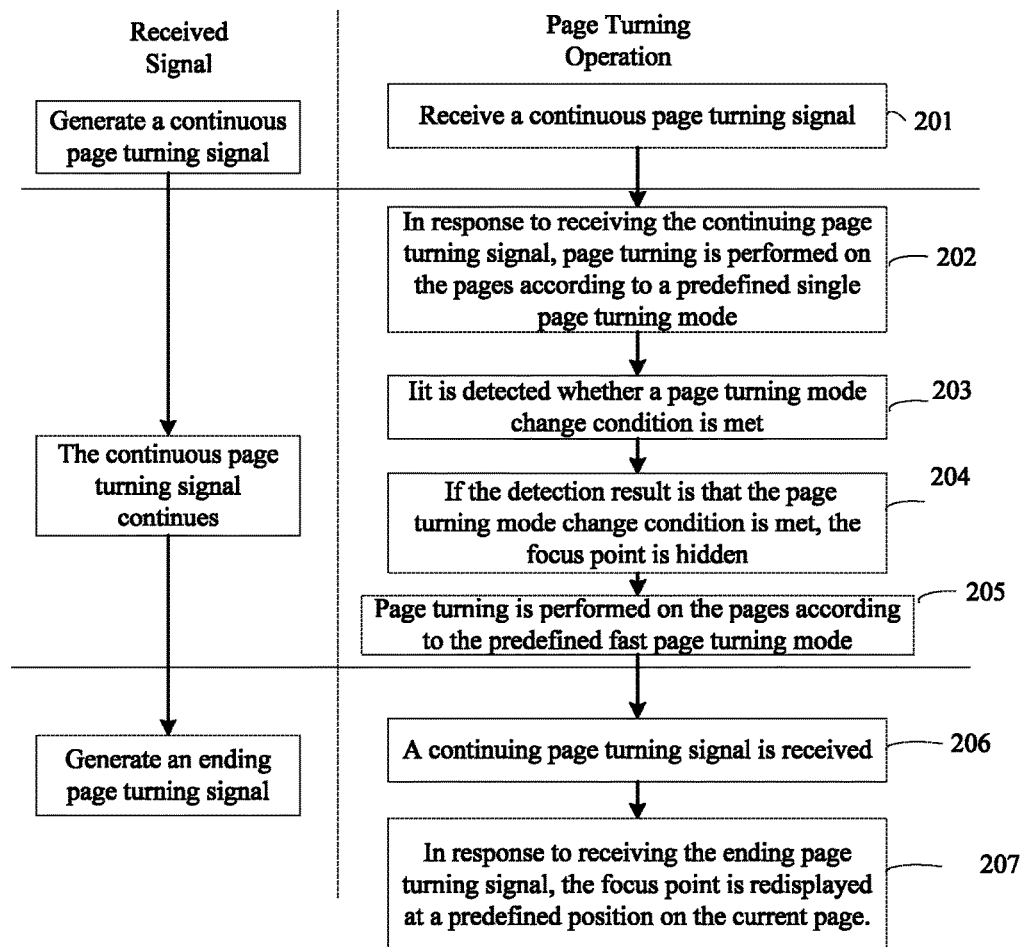 Received
Signal
Page Turning
Operation
Generate a continuous
page turning signal
Receive a continuous page turning signal
201
In response to receiving the continuing page
turning signal, page turning is performed on
the pages according to a predefined single
page turning mode
202
Iit is detected whether a page turning mode
change condition is met
203
The continuous page
turning signal
continues
If the detection result is that the page
turning mode change condition is met, the
focus point is hidden
204
Page turning is performed on the pages according
to the predefined fast page turning mode
205
Generate an ending
page turning signal
A continuing page turning signal is received
206
In response to receiving the ending page
turning signal, the focus point is redisplayed
at a predefined position on the current page.
207